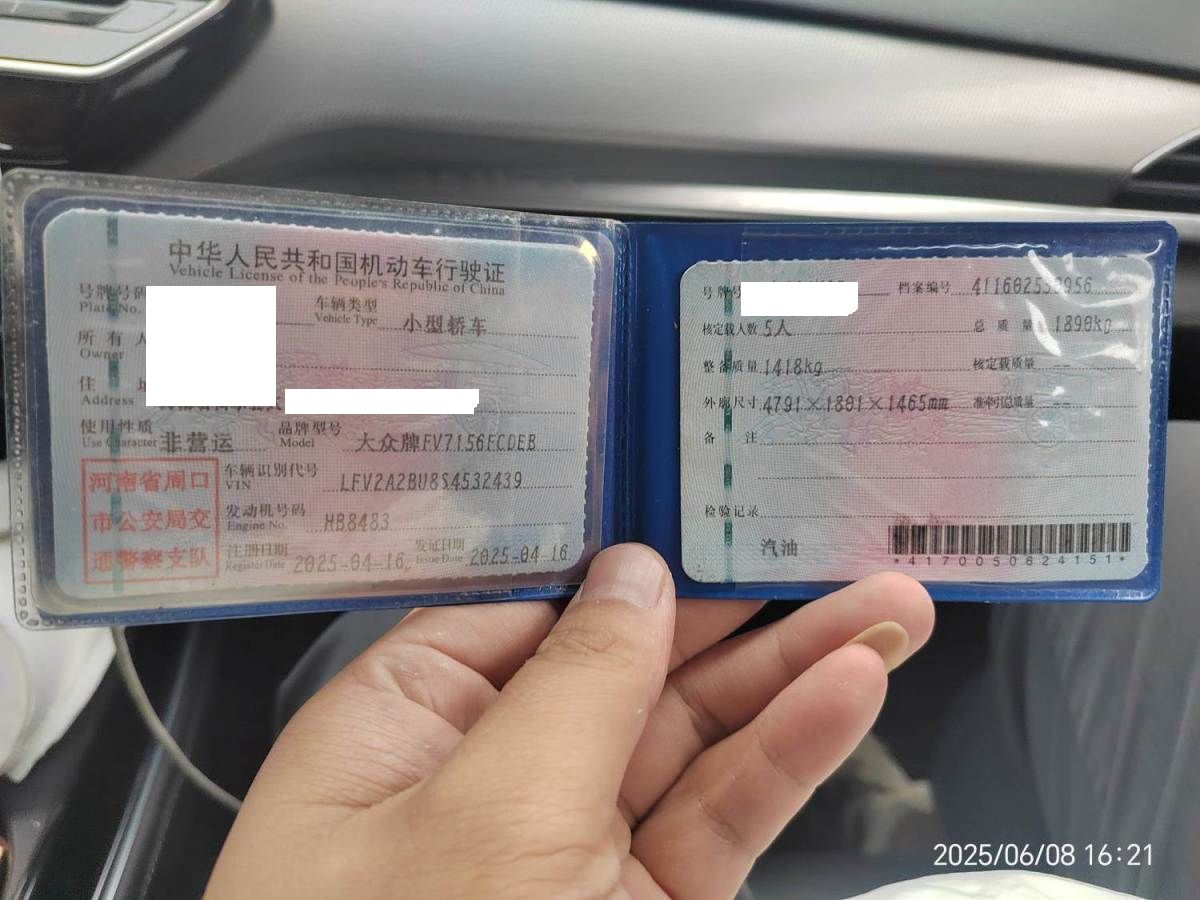 中华人民共和国机动车行驶证
Vehicle License of the People's Republic of China
号牌号码
Plate No.
车辆类型 小型轿车
Vehicle Type
所有人
Owner
住
Address
使用性质 非营运
Use Character
品牌型号 大众牌FV7156FCDEB
Model
河南省周口
市公安局交
通警察支队
车辆识别代号 LFV2A2BU8S4532439
VIN
发动机号码 HB8483
Engine No.
注册日期 2025-04-16
Register Date
发证日期 2025-04-16
Issue Date
号牌号
档案编号 411602533956
核定载人数 5人
总质量 1890kg
整备质量 1418kg
核定载质量 --
外廓尺寸 4791×1801×1465mm
准牵引总质量 --
备注
检验记录
汽油
*4170050624151*
2025/06/08 16:21